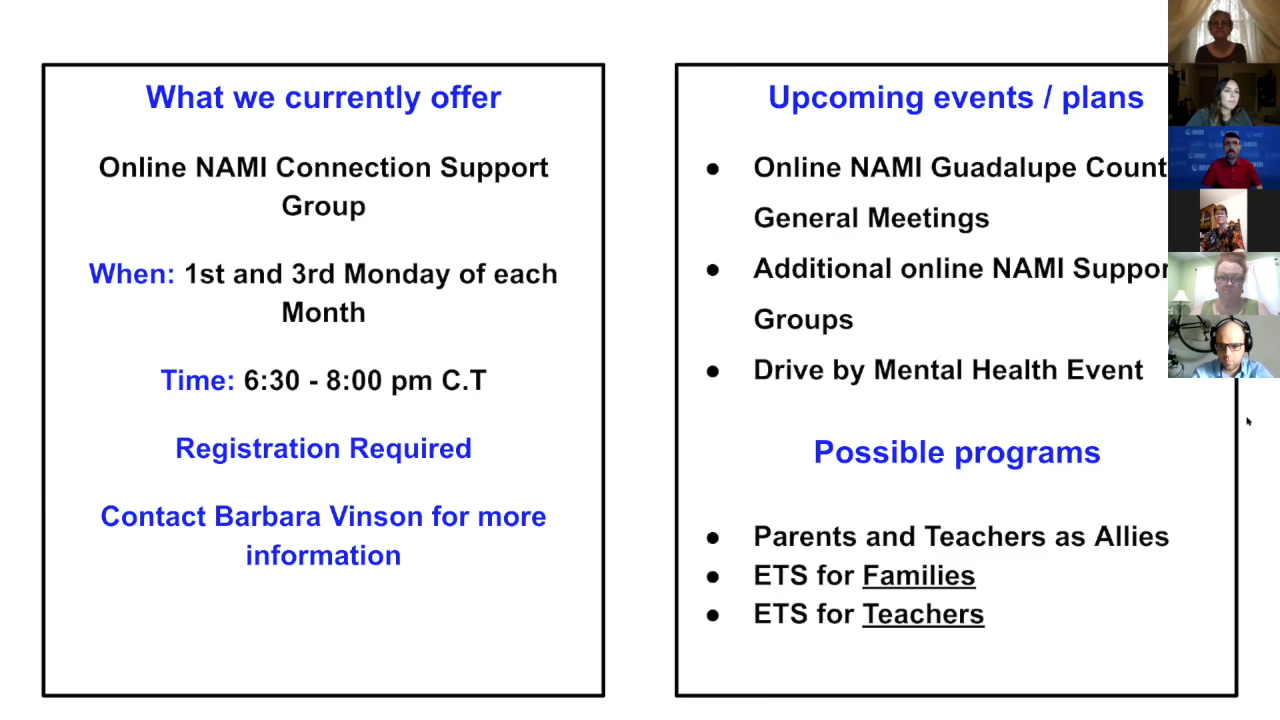 What we currently offer
Online NAMI Connection Support
Group
When: 1st and 3rd Monday of each
Month
Time: 6:30 - 8:00 pm C.T
Registration Required
Contact Barbara Vinson for more
information
Upcoming events / plans
● Online NAMI Guadalupe Count
General Meetings
● Additional online NAMI Suppor
Groups
● Drive by Mental Health Event
Possible programs
● Parents and Teachers as Allies
● ETS for Families
● ETS for Teachers